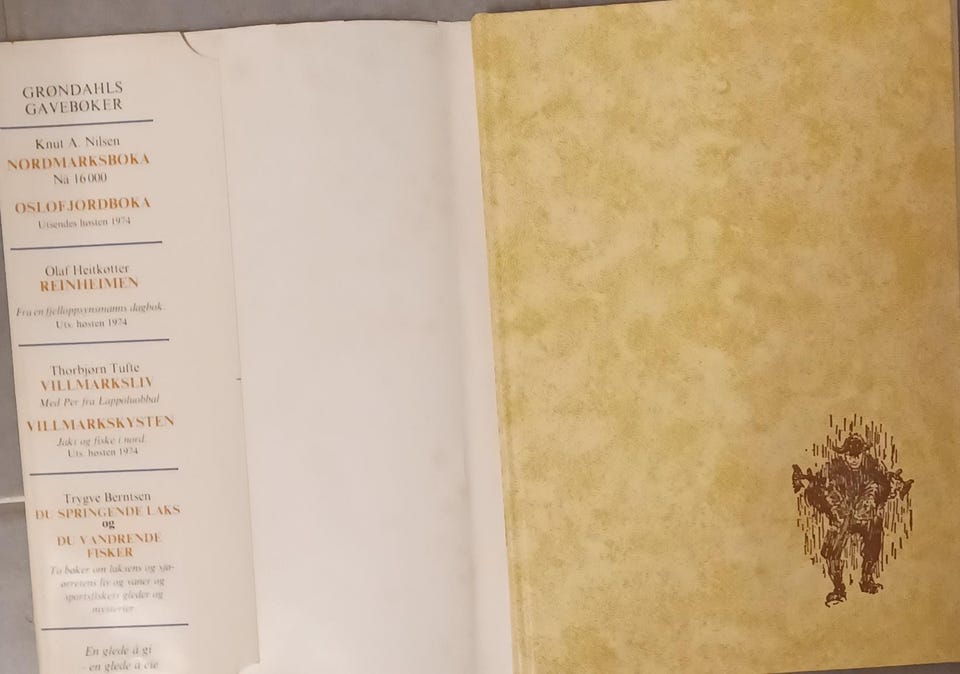 GRØNDAHLS
GAVEBØKER
Knut A. Nilsen
NORDMARKSBOKA
Nå 16 000
OSLOFJORDBOKA
Utsendes høsten 1974
Olaf Heitkøtter
REINHEIMEN
Fra en fjelloppsynsmanns dagbok.
Uts. høsten 1974
Thorbjørn Tufte
VILLMARKSLIV
Med Per fra Lappoluobbal
VILLMARKSKYSTEN
Jakt og fiske i nord.
Uts. høsten 1974
Trygve Berntsen
DU SPRINGENDE LAKS
og
DU VANDRENDE
FISKER
To bøker om laksens og sjø-
ørretens liv og vaner og
sportsfiskers gleder og
mysterier.
En glede å gi
– en glede å eie